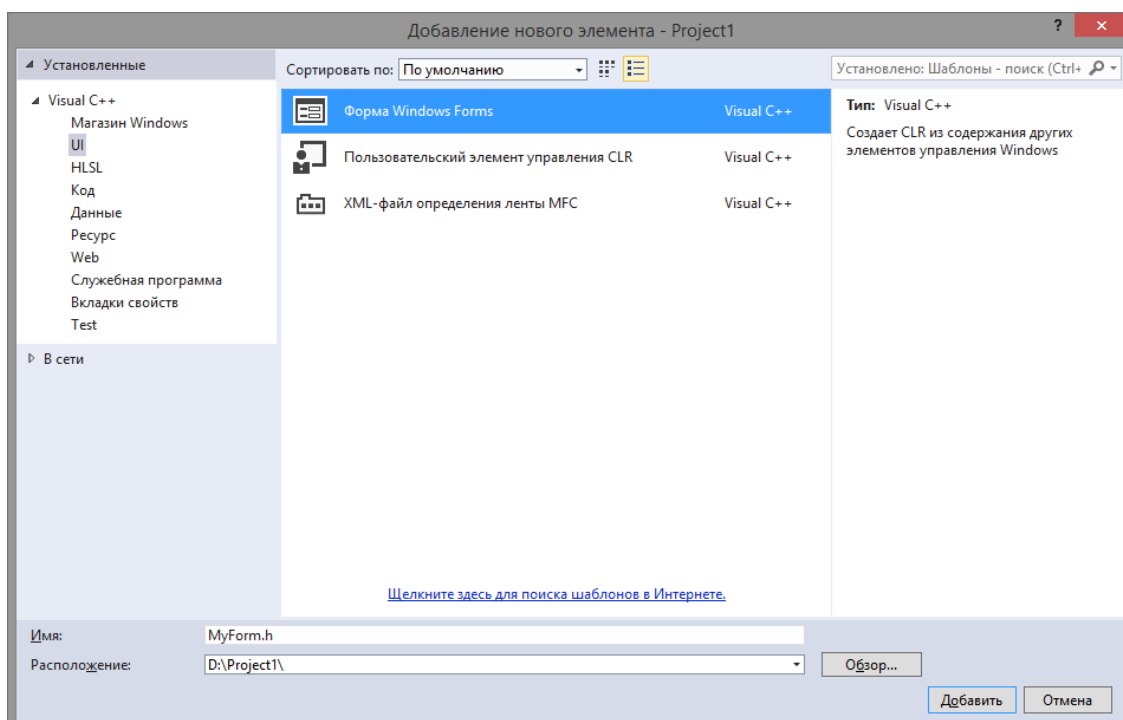 Добавление нового элемента - Project1
?
Установленные
Сортировать по: По умолчанию
Установлено: Шаблоны - поиск (Ctrl+
Visual C++
Магазин Windows
UI
HLSL
Код
Данные
Ресурс
Web
Служебная программа
Вкладки свойств
Test
В сети
Форма Windows Forms Visual C++
Пользовательский элемент управления CLR Visual C++
XML-файл определения ленты MFC Visual C++
Тип: Visual C++
Создает CLR из содержания других
элементов управления Windows
Щелкните здесь для поиска шаблонов в Интернете.
Имя: MyForm.h
Расположение: D:\Project1\
Обзор...
Добавить Отмена